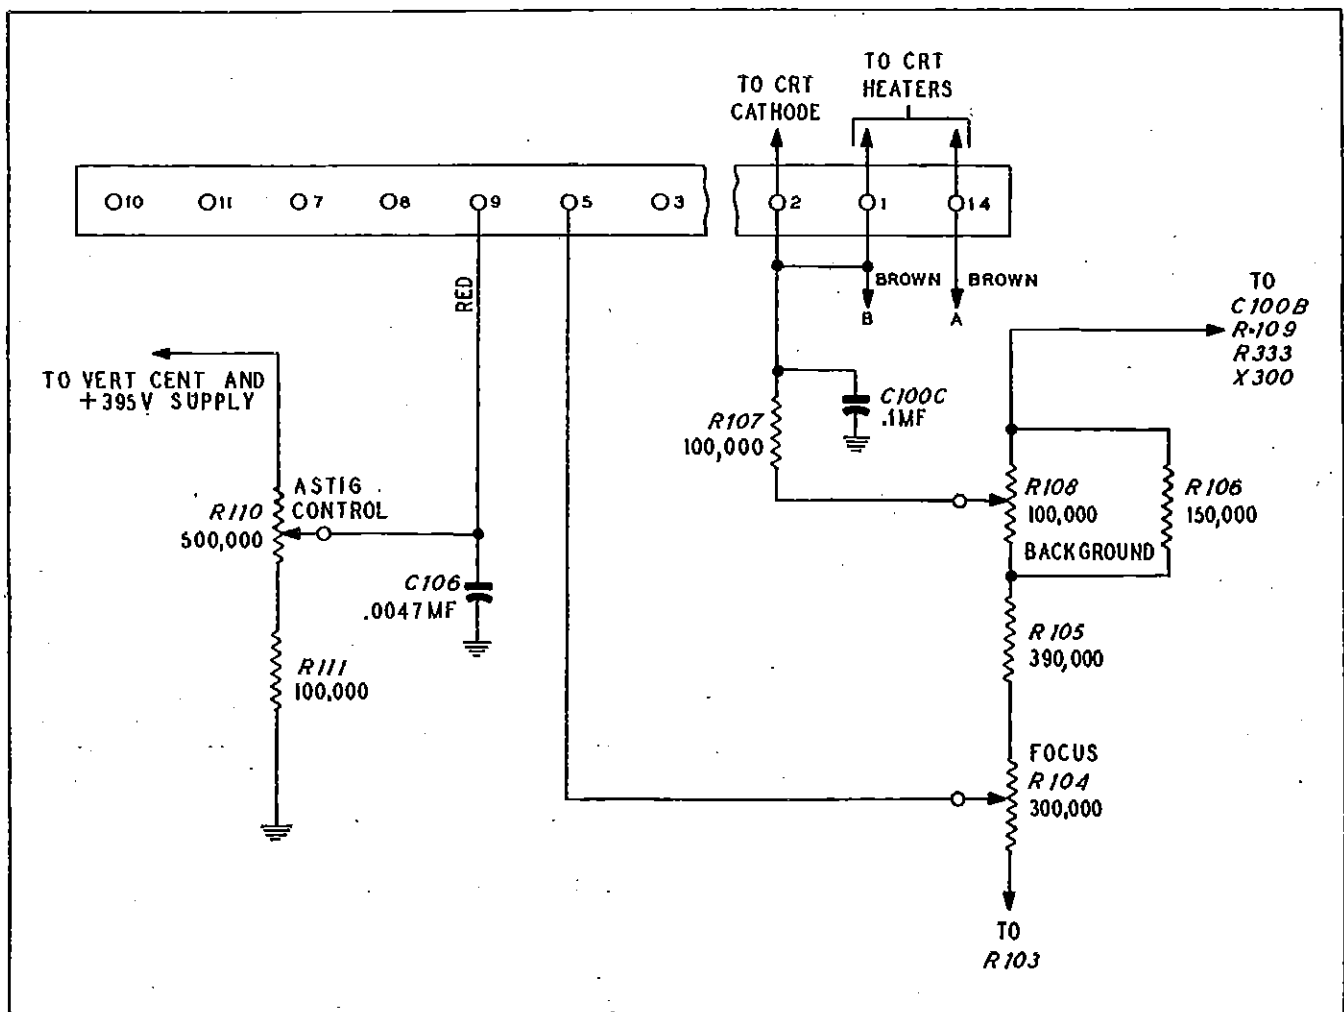 TO CRT
CATHODE
TO CRT
HEATERS
10 11 7 8 9 5 3 2 1 14
RED
BROWN BROWN
B A
TO
C100B
R-109
R333
X300
TO VERT CENT AND
+395V SUPPLY
R107
100,000
C100C
.1MF
ASTIG
CONTROL
R110
500,000
R108
100,000
BACKGROUND
R106
150,000
C106
.0047MF
R105
390,000
R111
100,000
FOCUS
R104
300,000
TO
R103